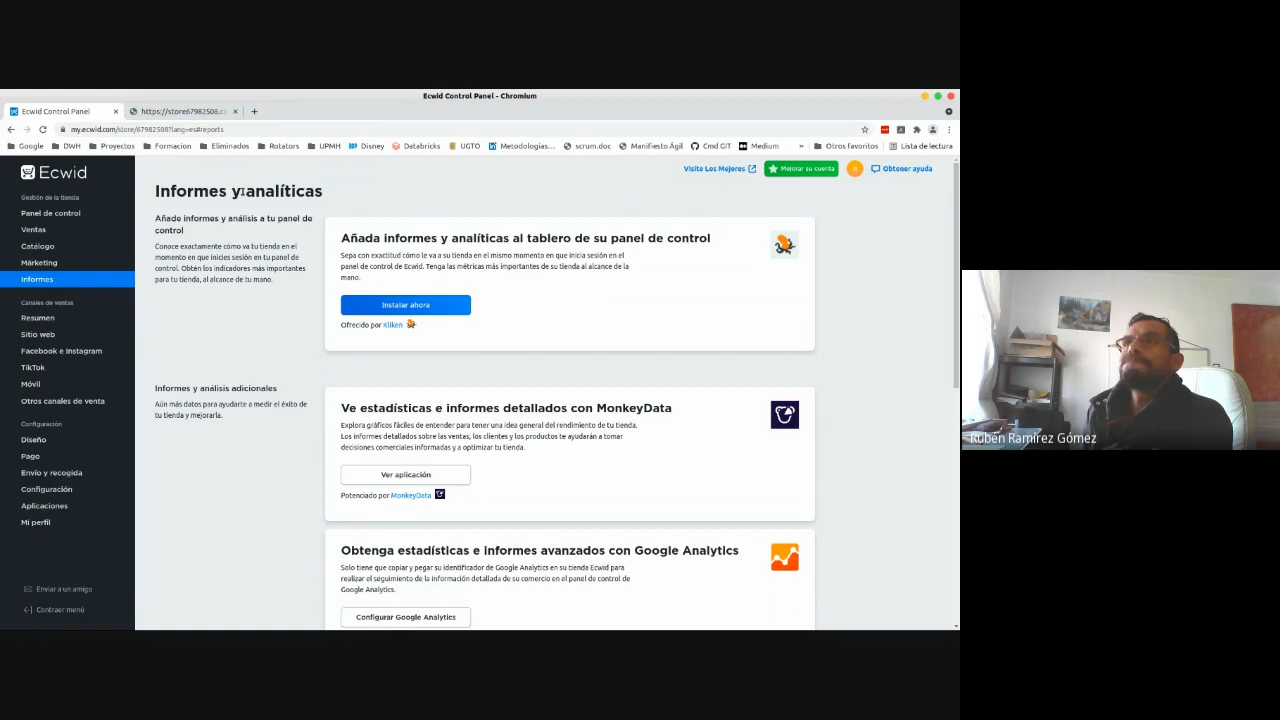 Ecwid Control Panel - Chromium
Ecwid Control Panel
https://store67982508.c
my.ecwid.com/store/67982508?lang=es#reports
Google
DWH
Proyectos
Formacion
Eliminados
Rotators
UPMH
Disney
Databricks
UGTO
Metodologías...
scrum.doc
Manifiesto Ágil
Cmd GIT
Medium
»
Otros favoritos
Lista de lectura
Ecwid
Visite Los Mejores
Mejorar su cuenta
Obtener ayuda
Gestión de la tienda
Panel de control
Ventas
Catálogo
Márketing
Informes
Canales de ventas
Resumen
Sitio web
Facebook e Instagram
TikTok
Móvil
Otros canales de venta
Configuración
Diseño
Pago
Envío y recogida
Configuración
Aplicaciones
Mi perfil
Enviar a un amigo
Contraer menú
Informes y analíticas
Añade informes y análisis a tu panel de
control
Conoce exactamente cómo va tu tienda en el
momento en que inicies sesión en tu panel de
control. Obtén los indicadores más importantes
para tu tienda, al alcance de tu mano.
Añada informes y analíticas al tablero de su panel de control
Sepa con exactitud cómo le va a su tienda en el mismo momento en que inicia sesión en el
panel de control de Ecwid. Tenga las métricas más importantes de su tienda al alcance de la
mano.
Instalar ahora
Ofrecido por Kliken
Informes y análisis adicionales
Aún más datos para ayudarte a medir el éxito de
tu tienda y mejorarla.
Ve estadísticas e informes detallados con MonkeyData
Explora gráficos fáciles de entender para tener una idea general del rendimiento de tu tienda.
Los informes detallados sobre las ventas, los clientes y los productos te ayudarán a tomar
decisiones comerciales informadas y a optimizar tu tienda.
Ver aplicación
Potenciado por MonkeyData
Obtenga estadísticas e informes avanzados con Google Analytics
Solo tiene que copiar y pegar su identificador de Google Analytics en su tienda Ecwid para
realizar el seguimiento de la información detallada de su comercio en el panel de control de
Google Analytics.
Configurar Google Analytics
Rubén Ramírez Gómez